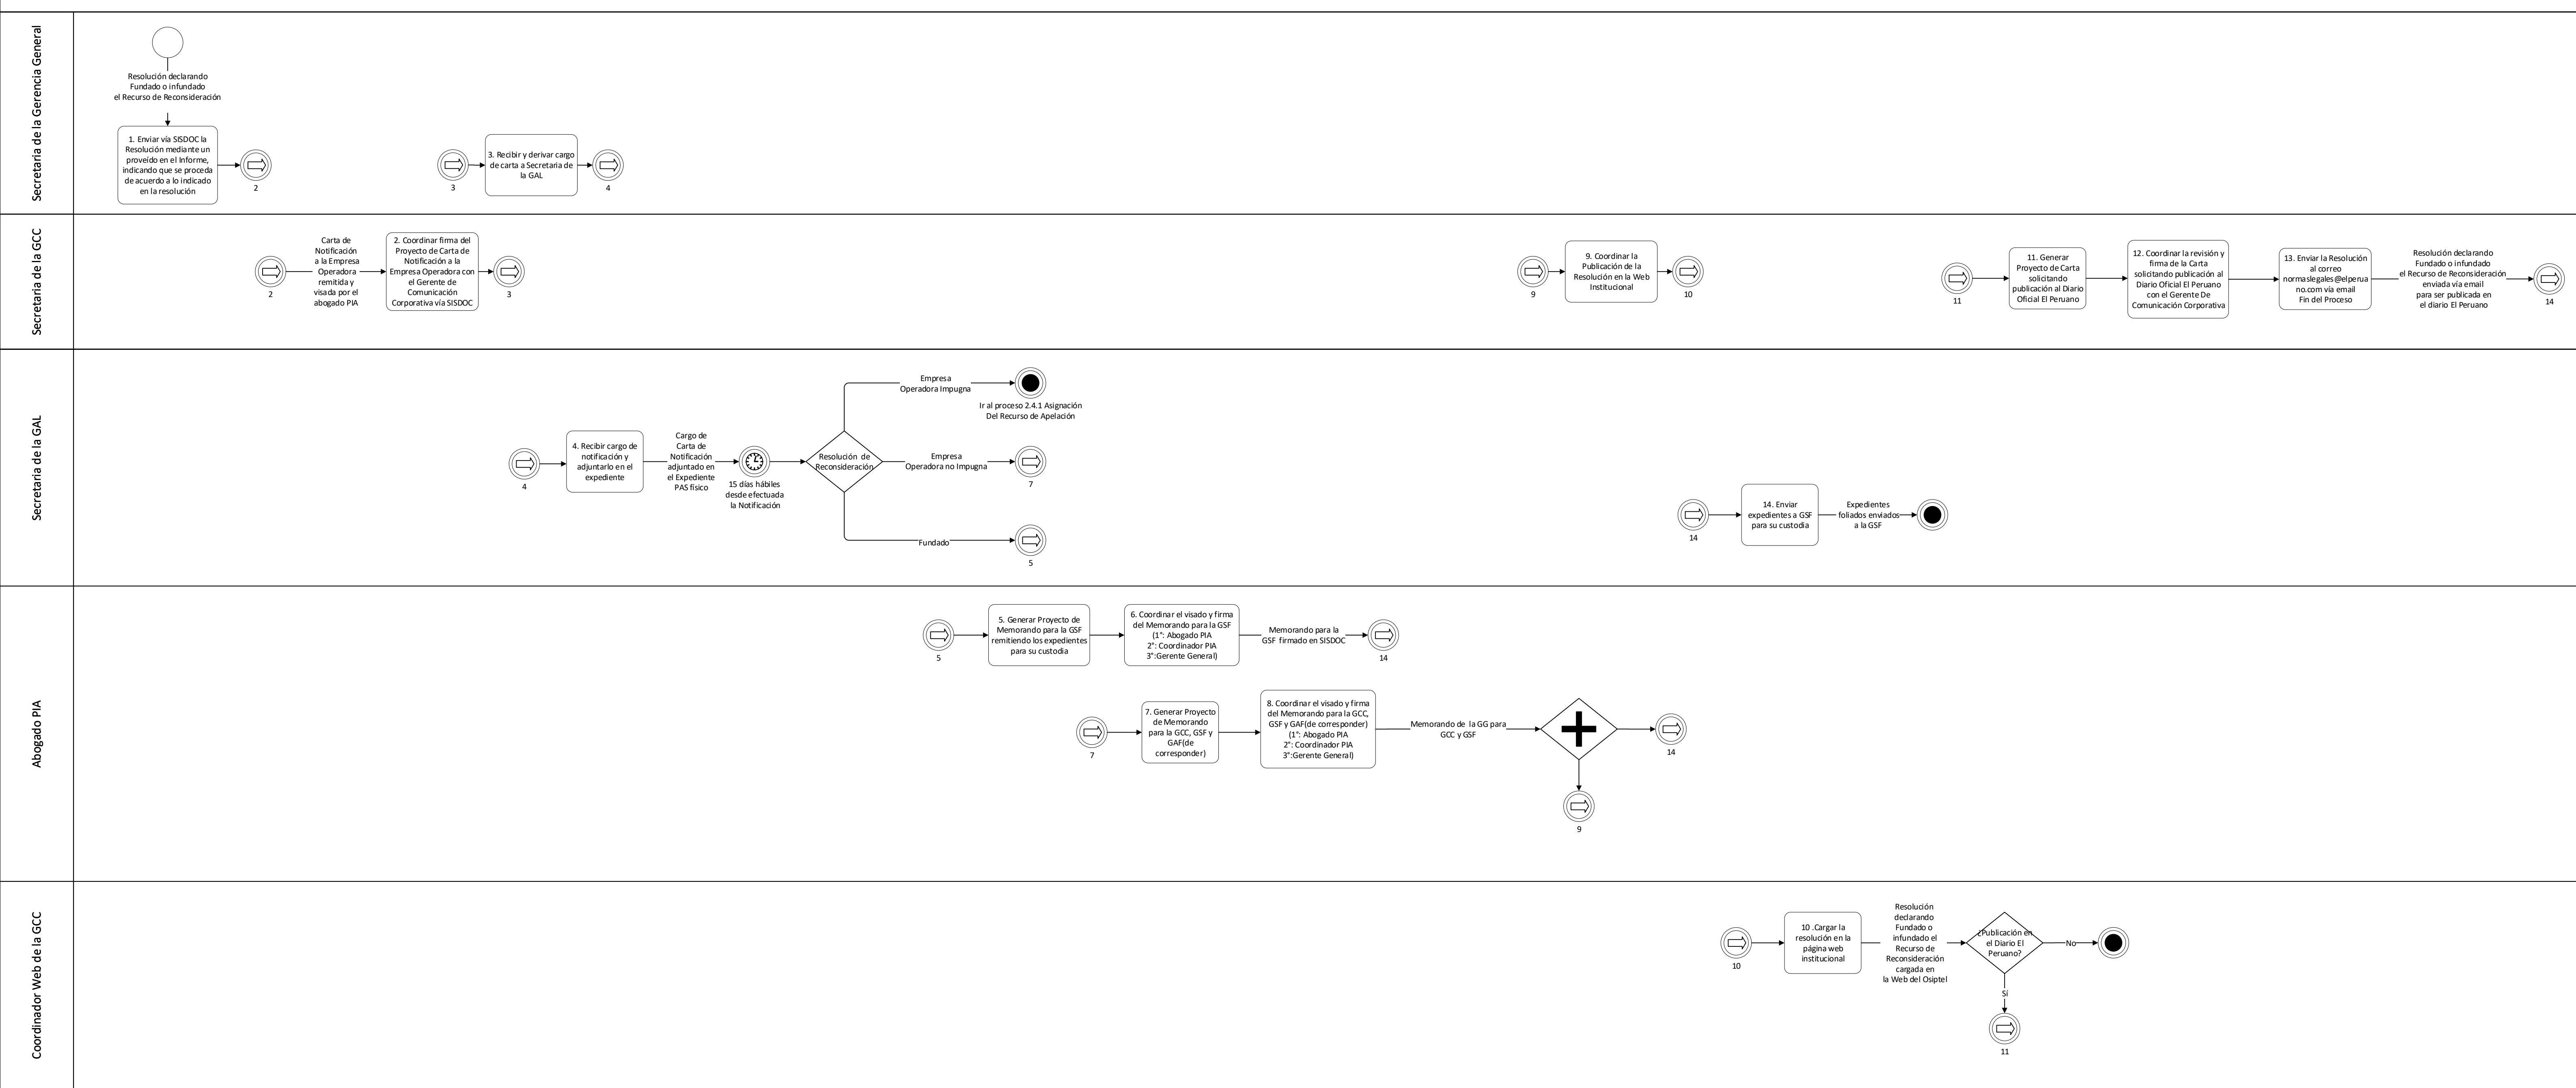 Secretaria de la Gerencia General
Resolución declarando
Fundado o infundado
el Recurso de Reconsideración
1. Enviar vía SISDOC la
Resolución mediante un
proveído en el Informe,
indicando que se proceda
de acuerdo a lo indicado
en la resolución
2
3
3. Recibir y derivar cargo
de carta a Secretaria de
la GAL
4
Secretaria de la GCC
2
Carta de
Notificación
a la Empresa
Operadora
remitida y
visada por el
abogado PIA
2. Coordinar firma del
Proyecto de Carta de
Notificación a la
Empresa Operadora con
el Gerente de
Comunicación
Corporativa vía SISDOC
3
9
9. Coordinar la
Publicación de la
Resolución en la Web
Institucional
10
11
11. Generar
Proyecto de Carta
solicitando
publicación al Diario
Oficial El Peruano
12. Coordinar la revisión y
firma de la Carta
solicitando publicación al
Diario Oficial El Peruano
con el Gerente De
Comunicación Corporativa
13. Enviar la Resolución
al correo
normaslegales@elperua
no.com vía email
Fin del Proceso
Resolución declarando
Fundado o infundado
el Recurso de Reconsideración
enviada vía email
para ser publicada en
el diario El Peruano
14
Secretaria de la GAL
4
4. Recibir cargo de
notificación y
adjuntarlo en el
expediente
Cargo de
Carta de
Notificación
adjuntado en
el Expediente
PAS físico
15 días hábiles
desde efectuada
la Notificación
Resolución de
Reconsideración
Empresa
Operadora Impugna
Ir al proceso 2.4.1 Asignación
Del Recurso de Apelación
Empresa
Operadora no Impugna
7
Fundado
5
14
14. Enviar
expedientes a GSF
para su custodia
Expedientes
foliados enviados
a la GSF
Abogado PIA
5
5. Generar Proyecto de
Memorando para la GSF
remitiendo los expedientes
para su custodia
6. Coordinar el visado y firma
del Memorando para la GSF
(1°: Abogado PIA
2°: Coordinador PIA
3°:Gerente General)
Memorando para la
GSF firmado en SISDOC
14
7
7. Generar Proyecto
de Memorando
para la GCC, GSF y
GAF(de
corresponder)
8. Coordinar el visado y firma
del Memorando para la GCC,
GSF y GAF(de corresponder)
(1°: Abogado PIA
2°: Coordinador PIA
3°:Gerente General)
Memorando de la GG para
GCC y GSF
14
9
Coordinador Web de la GCC
10
10 .Cargar la
resolución en la
página web
institucional
Resolución
declarando
Fundado o
infundado el
Recurso de
Reconsideración
cargada en
la Web del Osiptel
¿Publicación en
el Diario El
Peruano?
No
Sí
11